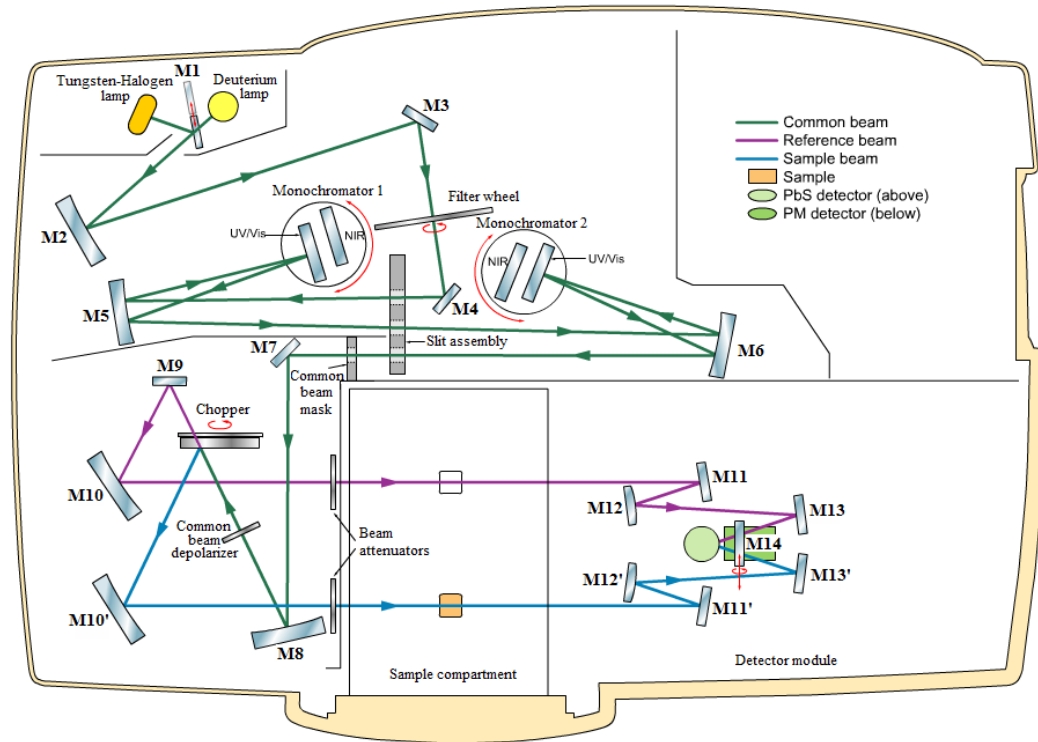 M1
Deuterium
lamp
Tungsten-Halogen
lamp
M3
Common beam
Reference beam
Sample beam
Sample
PbS detector (above)
PM detector (below)
Monochromator 1
Filter wheel
Monochromator 2
M2
UV/Vis
NIR
NIR
UV/Vis
M5
M4
M6
Slit assembly
M7
M9
Common
beam
mask
Chopper
M10
M11
M12
M13
Common
beam
depolarizer
Beam
attenuators
M14
M12'
M13'
M10'
M11'
M8
Sample compartment
Detector module